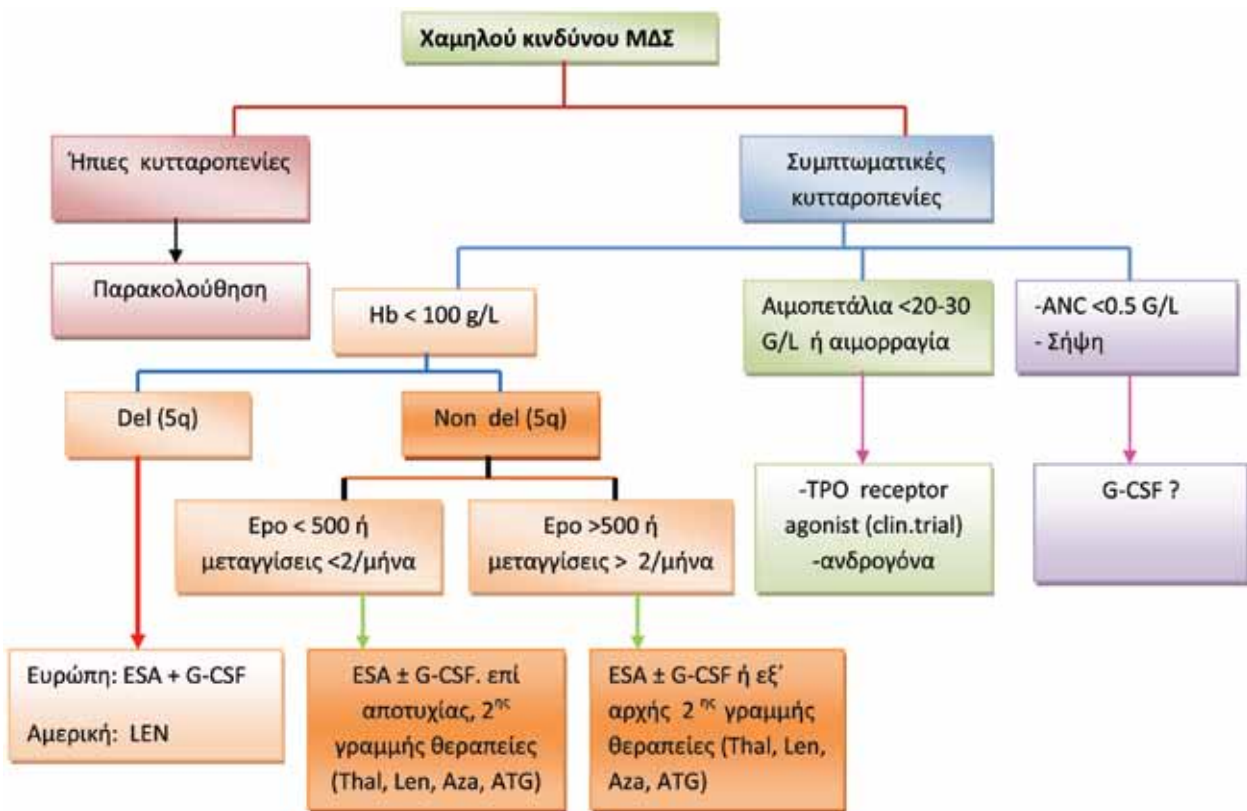 Χαμηλού κινδύνου ΜΔΣ
Ήπιες κυτταροπενίες
Συμπτωματικές
κυτταροπενίες
Παρακολούθηση
Hb < 100 g/L
Αιμοπετάλια <20-30
G/L ή αιμορραγία
-ANC <0.5 G/L
- Σήψη
Del (5q)
Non del (5q)
-TPO receptor
agonist (clin.trial)
-ανδρογόνα
G-CSF ?
Epo < 500 ή
μεταγγίσεις <2/μήνα
Epo >500 ή
μεταγγίσεις > 2/μήνα
Ευρώπη: ESA + G-CSF
Αμερική: LEN
ESA ± G-CSF. επί
αποτυχίας, 2ης
γραμμής θεραπείες
(Thal, Len, Aza, ATG)
ESA ± G-CSF ή εξ’
αρχής 2 ης γραμμής
θεραπείες (Thal, Len,
Aza, ATG)